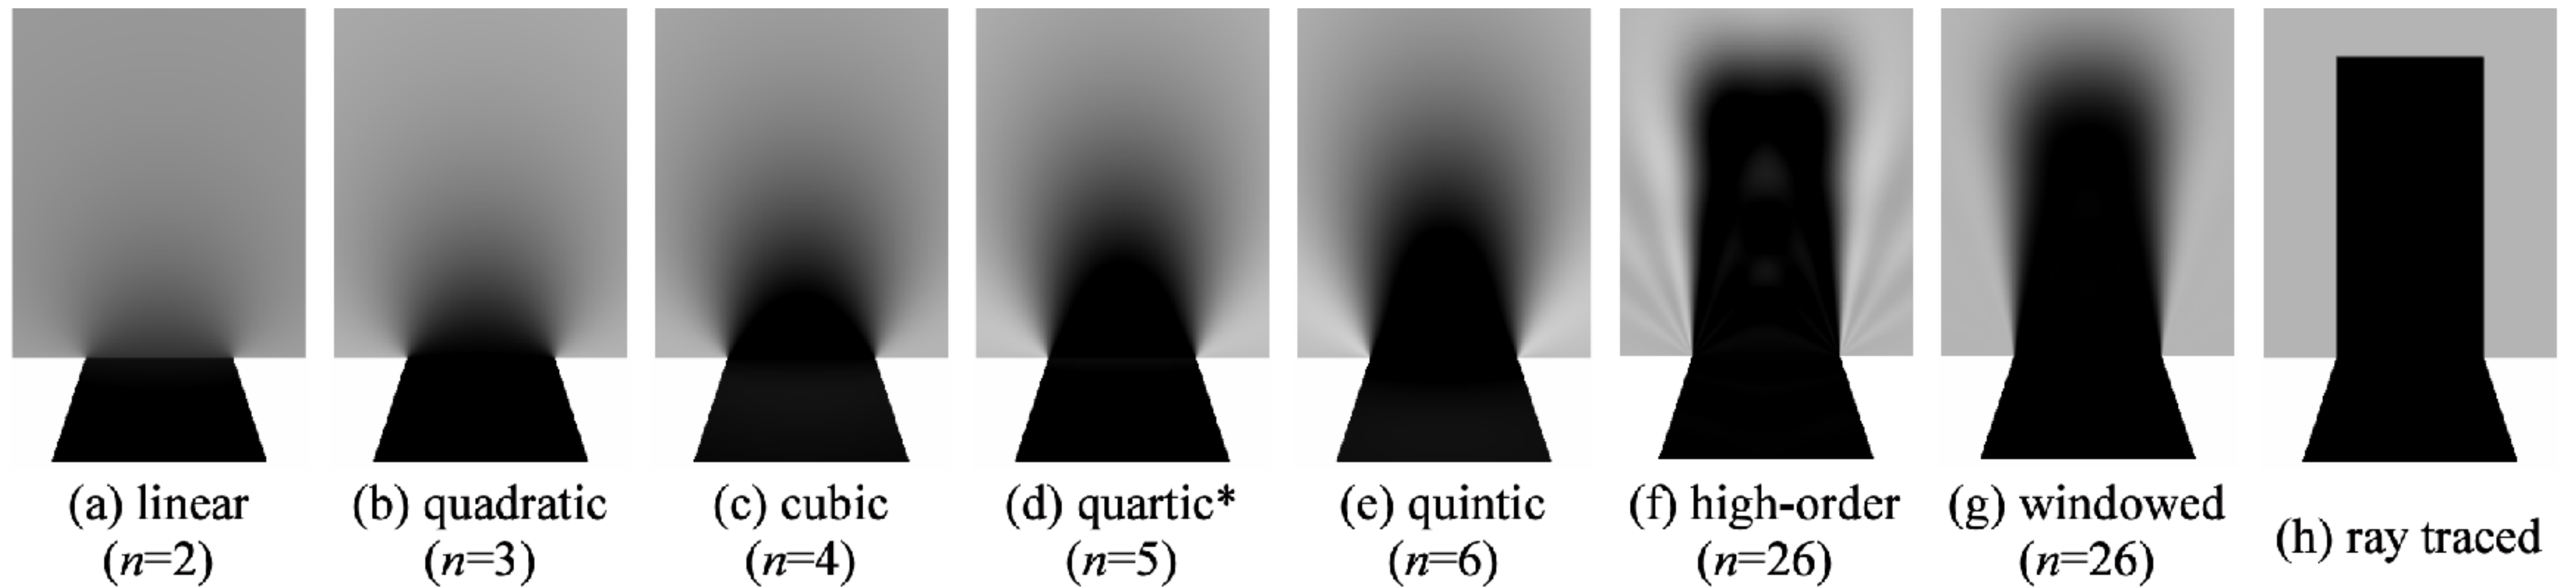 (a) linear
(n=2)
(b) quadratic
(n=3)
(c) cubic
(n=4)
(d) quartic*
(n=5)
(e) quintic
(n=6)
(f) high-order
(n=26)
(g) windowed
(n=26)
(h) ray traced